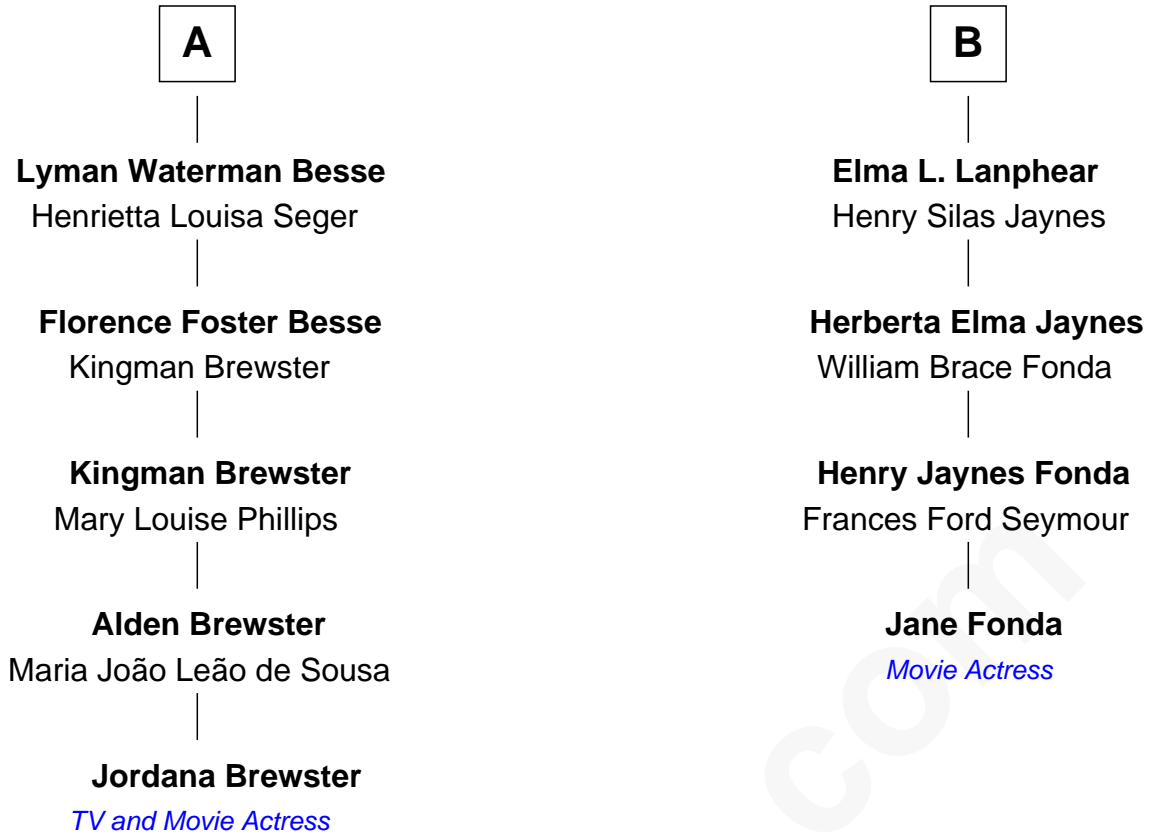 A
Lyman Waterman Besse
Henrietta Louisa Seger
Florence Foster Besse
Kingman Brewster
Kingman Brewster
Mary Louise Phillips
Alden Brewster
Maria João Leão de Sousa
Jordana Brewster
TV and Movie Actress
B
Elma L. Lanphear
Henry Silas Jaynes
Herberta Elma Jaynes
William Brace Fonda
Henry Jaynes Fonda
Frances Ford Seymour
Jane Fonda
Movie Actress
com